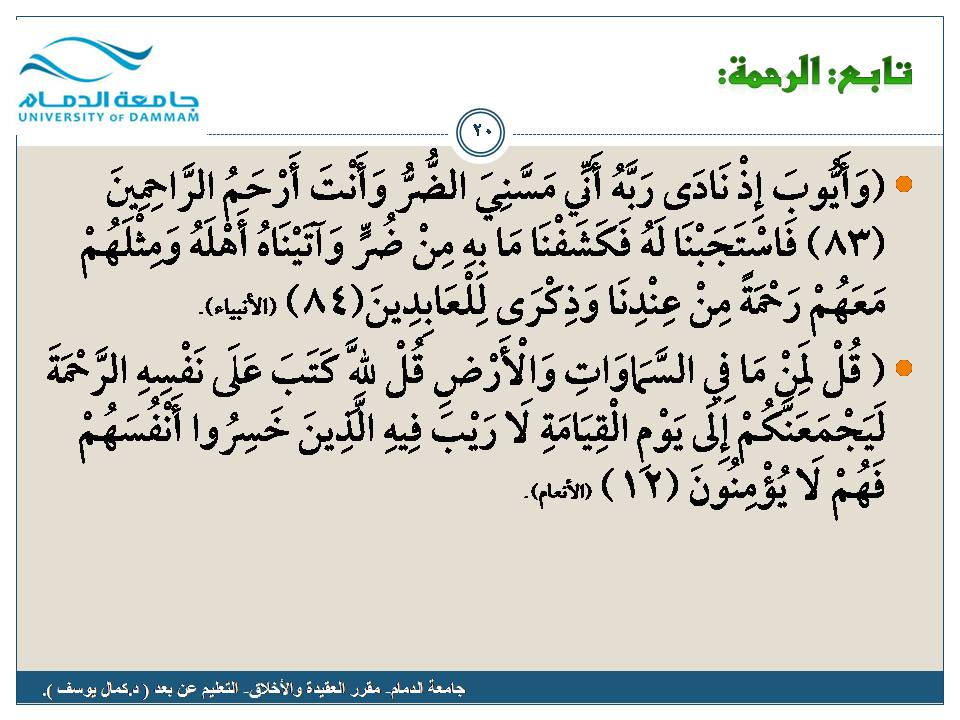 جامعة الدمام
UNIVERSITY OF DAMMAM
تابع: الرحمة:
٢٠
(وَأَيُّوبَ إِذْ نَادَى رَبَّهُ أَنِّي مَسَّنِيَ الضُّرُّ وَأَنْتَ أَرْحَمُ الرَّاحِمِينَ
(٨٣) فَاسْتَجَبْنَا لَهُ فَكَشَفْنَا مَا بِهِ مِنْ ضُرٍّ وَآتَيْنَاهُ أَهْلَهُ وَمِثْلَهُمْ
مَعَهُمْ رَحْمَةً مِنْ عِنْدِنَا وَذِكْرَى لِلْعَابِدِينَ(٨٤) (الأنبياء).
( قُلْ لِمَنْ مَا فِي السَّمَاوَاتِ وَالْأَرْضِ قُلْ لِلَّهِ كَتَبَ عَلَى نَفْسِهِ الرَّحْمَةَ
لَيَجْمَعَنَّكُمْ إِلَى يَوْمِ الْقِيَامَةِ لَا رَيْبَ فِيهِ الَّذِينَ خَسِرُوا أَنْفُسَهُمْ
فَهُمْ لَا يُؤْمِنُونَ (١٢) (الأنعام).
جامعة الدمام- مقرر العقيدة والأخلاق- التعليم عن بعد ( د.كمال يوسف ).